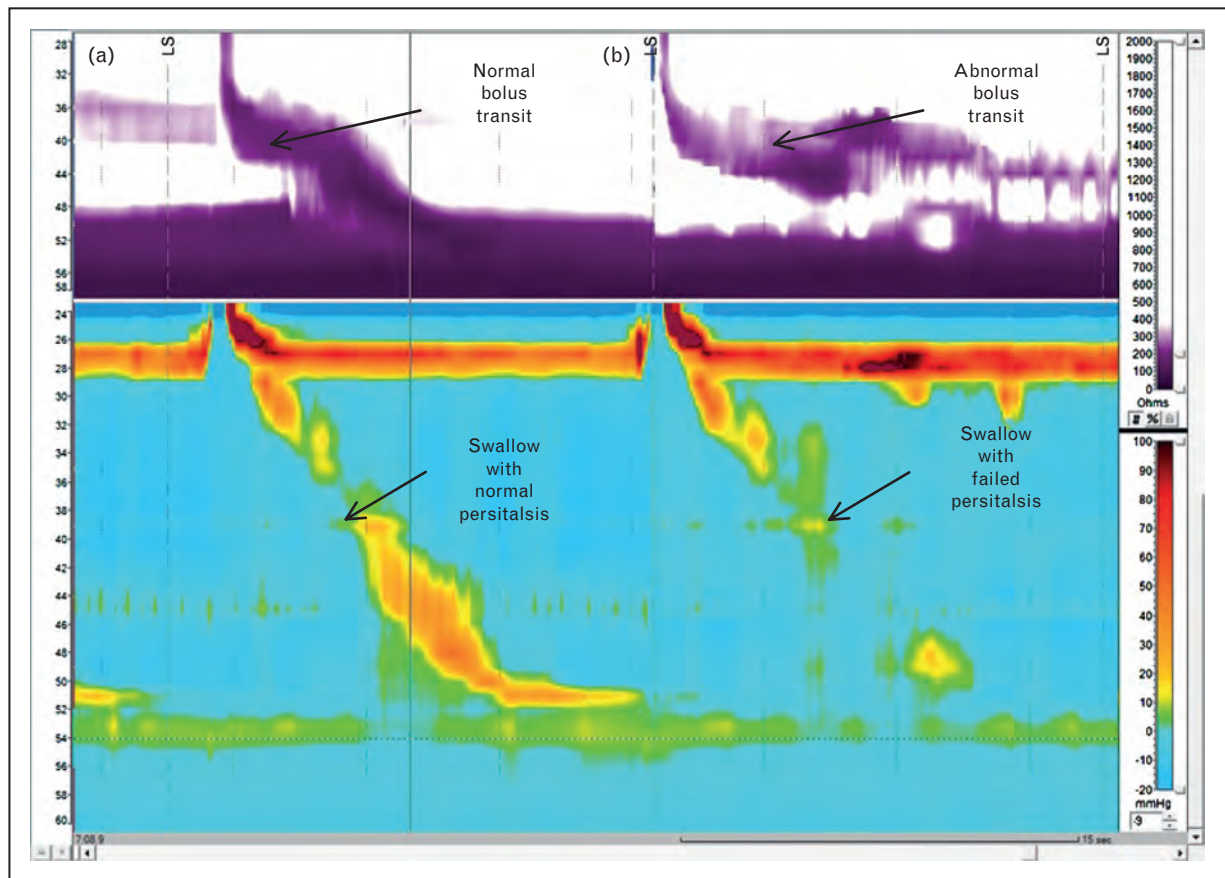 (a)
LS
Normal
bolus
transit
(b)
LS
Abnormal
bolus
transit
LS
28
32
36
40
44
48
52
56
58
2000
1900
1800
1700
1600
1500
1400
1300
1200
1100
1000
900
800
700
600
500
400
300
200
100
0
Ohms
# %
24
26
28
30
32
34
36
38
40
42
44
46
48
50
52
54
56
58
60
Swallow
with
normal
persitalsis
Swallow
with
failed
persitalsis
100
90
80
70
60
50
40
30
20
10
0
-10
-20
mmHg
-9
7:08.9
15 sec